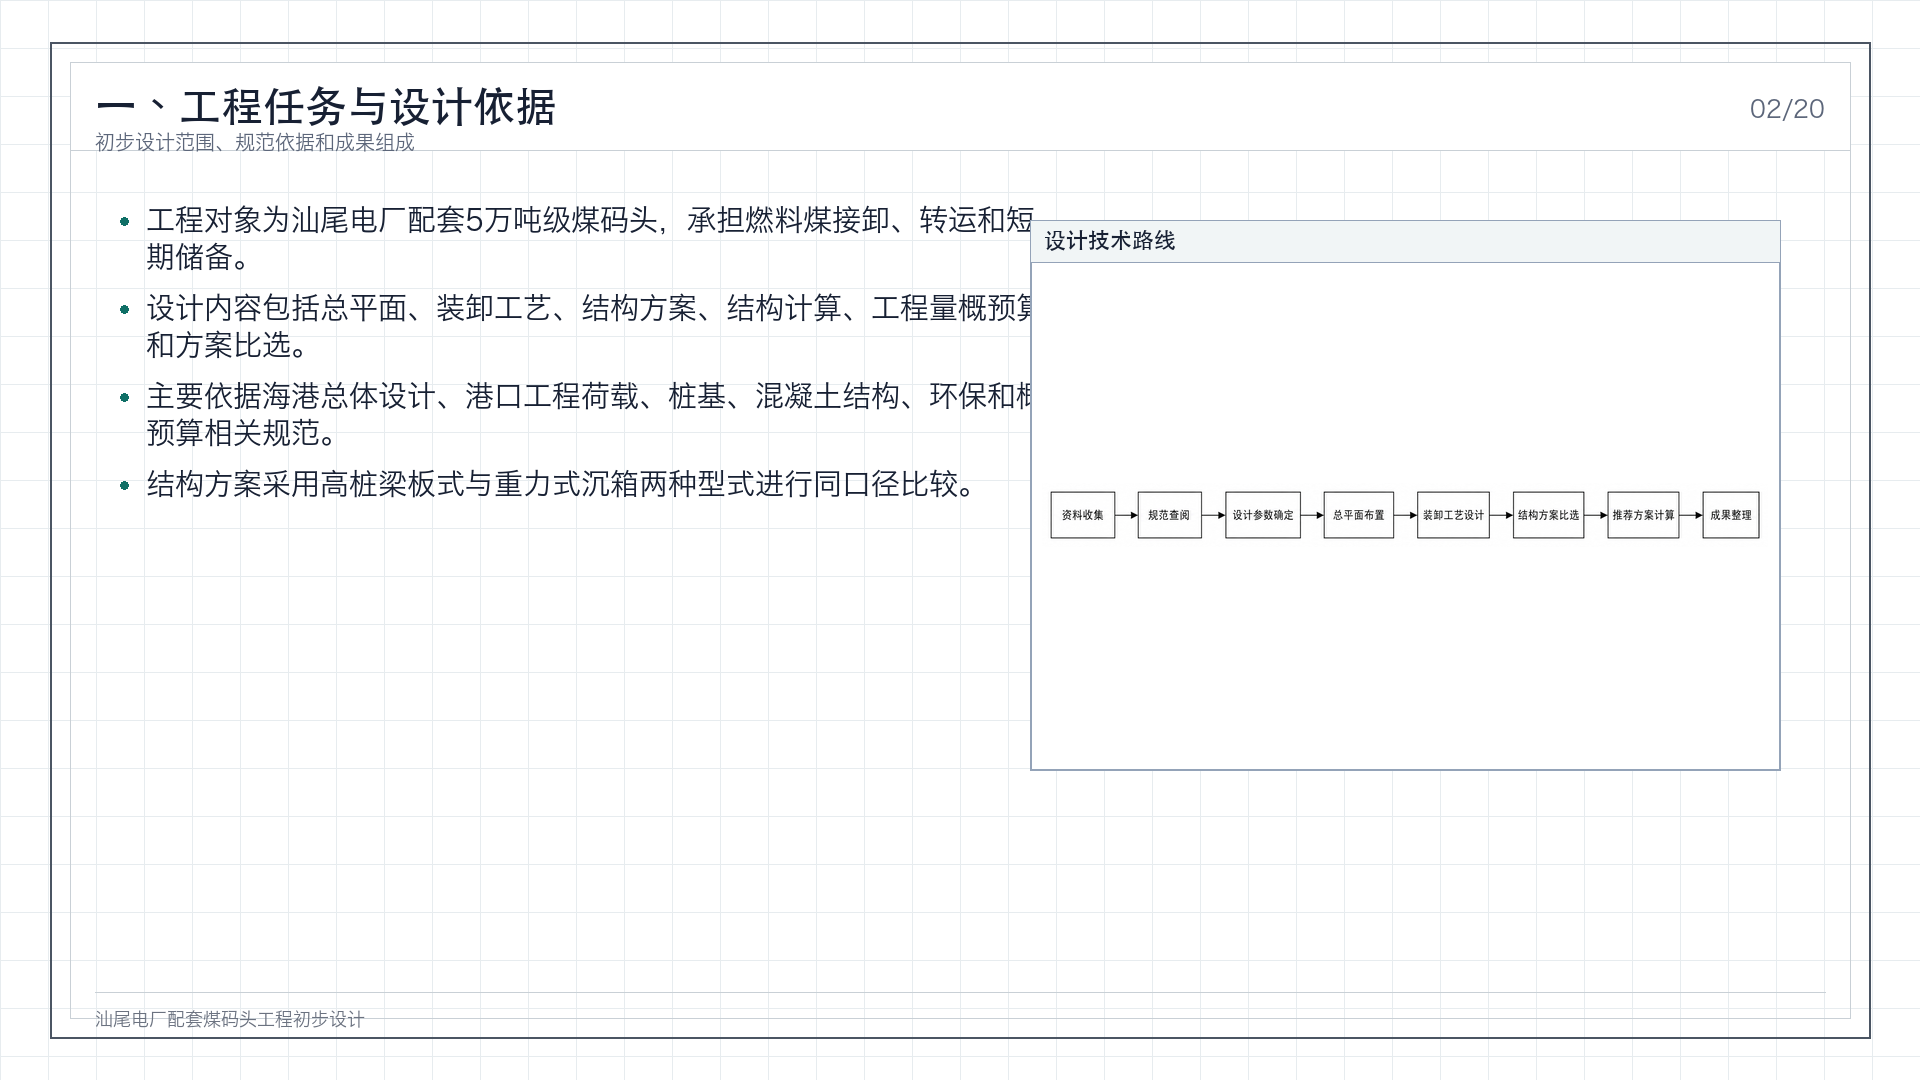 一、工程任务与设计依据
02/20
初步设计范围、规范依据和成果组成
工程对象为汕尾电厂配套5万吨级煤码头，承担燃料煤接卸、转运和短
期储备。
设计内容包括总平面、装卸工艺、结构方案、结构计算、工程量概预算
和方案比选。
主要依据海港总体设计、港口工程荷载、桩基、混凝土结构、环保和概
预算相关规范。
结构方案采用高桩梁板式与重力式沉箱两种型式进行同口径比较。
设计技术路线
资料收集
规范查阅
设计参数确定
总平面布置
装卸工艺设计
结构方案比选
推荐方案计算
成果整理
汕尾电厂配套煤码头工程初步设计